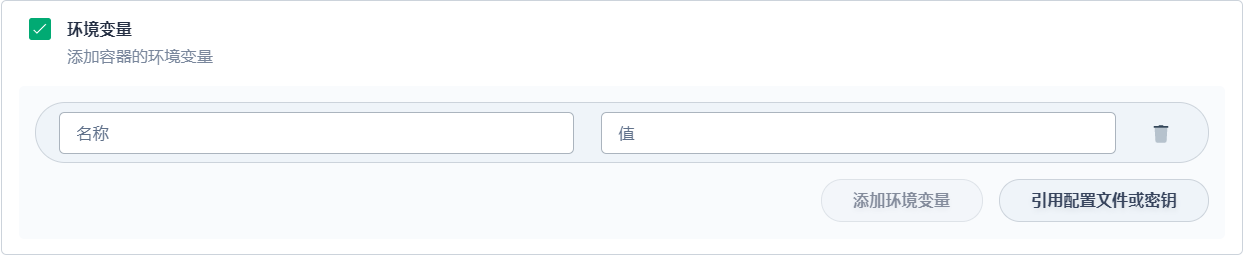 环境变量
添加容器的环境变量
名称
值
添加环境变量
引用配置文件或密钥